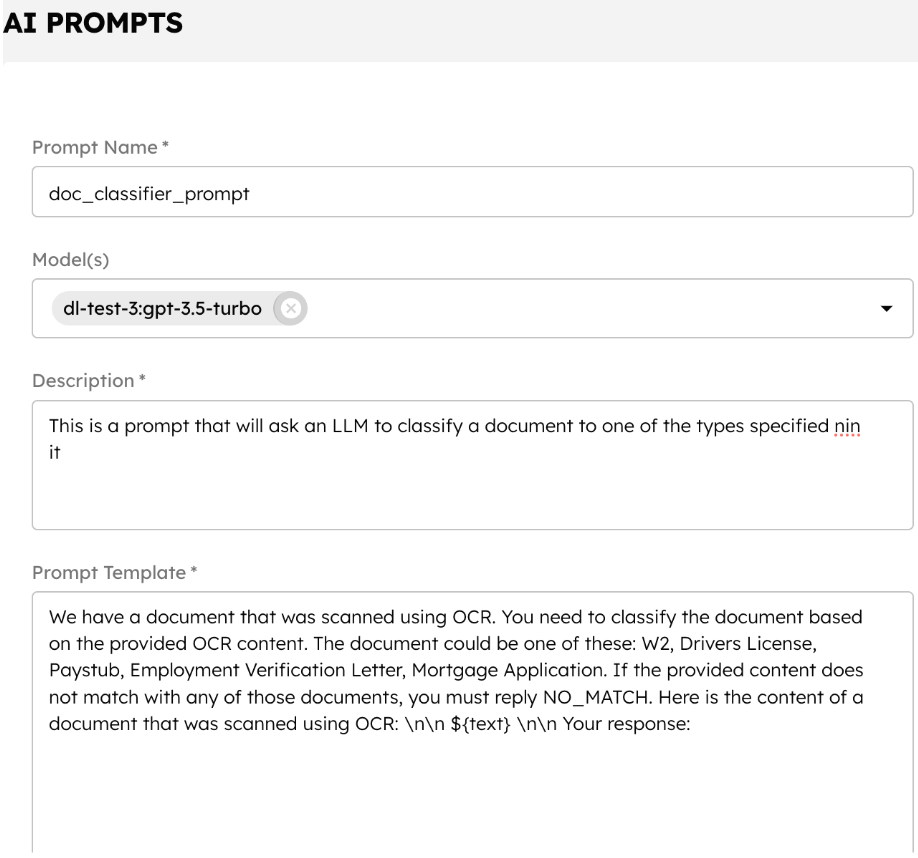 AI PROMPTS
Prompt Name *
doc_classifier_prompt
Model(s)
dl-test-3:gpt-3.5-turbo
Description *
This is a prompt that will ask an LLM to classify a document to one of the types specified nin
it
Prompt Template *
We have a document that was scanned using OCR. You need to classify the document based
on the provided OCR content. The document could be one of these: W2, Drivers License,
Paystub, Employment Verification Letter, Mortgage Application. If the provided content does
not match with any of those documents, you must reply NO_MATCH. Here is the content of a
document that was scanned using OCR: \n\n ${text} \n\n Your response: